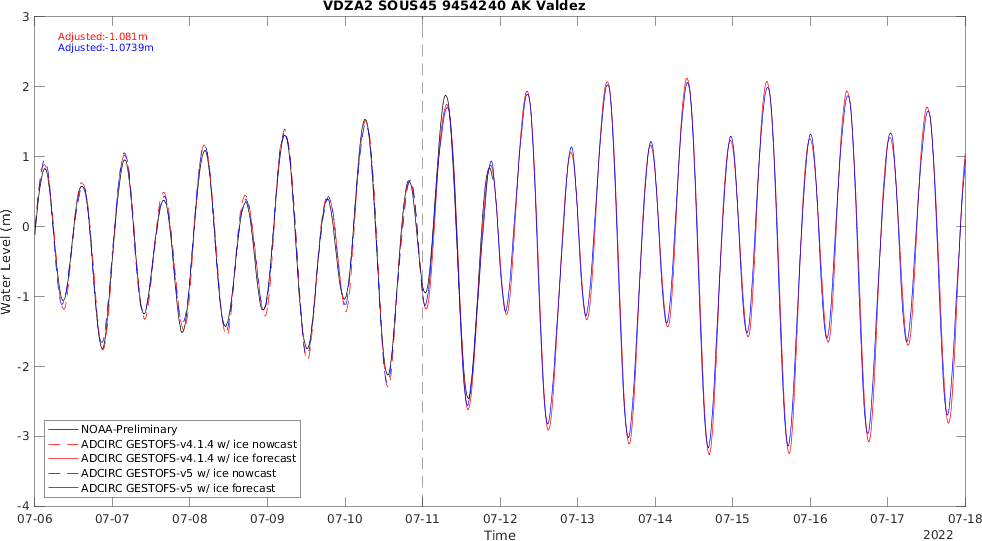 VDZA2 SOUS45 9454240 AK Valdez
Adjusted:-1.081m
Adjusted:-1.0739m
3
2
1
0
-1
-2
-3
-4
Water Level (m)
NOAA-Preliminary
ADCIRC GESTOFS-v4.1.4 w/ ice nowcast
ADCIRC GESTOFS-v4.1.4 w/ ice forecast
ADCIRC GESTOFS-v5 w/ ice nowcast
ADCIRC GESTOFS-v5 w/ ice forecast
07-06 07-07 07-08 07-09 07-10 07-11 07-12 07-13 07-14 07-15 07-16 07-17 07-18
Time
2022